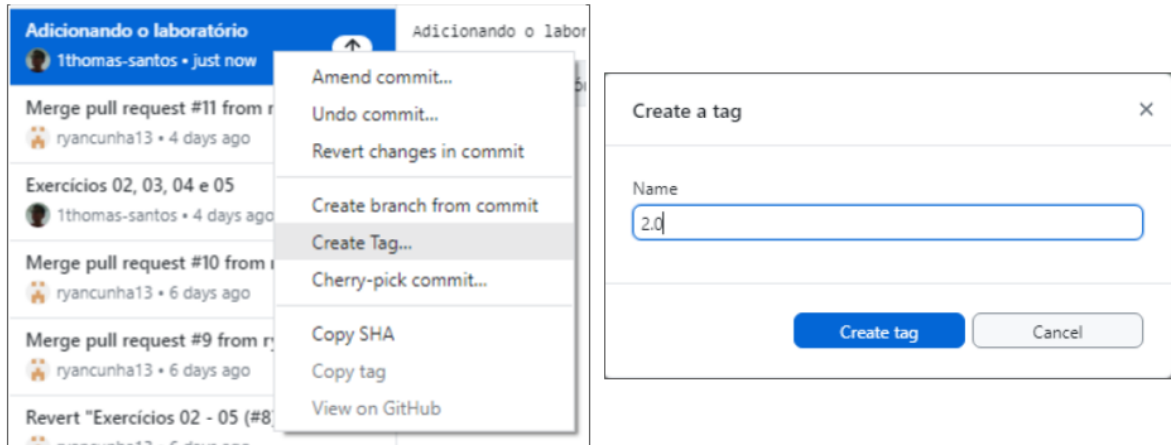 Adicionando o laboratório
1thomas-santos • just now
Merge pull request #11 from
ryancunha13 • 4 days ago
Exercícios 02, 03, 04 e 05
1thomas-santos • 4 days ago
Merge pull request #10 from
ryancunha13 • 6 days ago
Merge pull request #9 from
ryancunha13 • 6 days ago
Revert "Exercícios 02 - 05 (#8)
Adicionando o labor
Amend commit...
Undo commit...
Revert changes in commit
Create branch from commit
Create Tag...
Cherry-pick commit...
Copy SHA
Copy tag
View on GitHub
Create a tag
Name
2.0
Create tag
Cancel